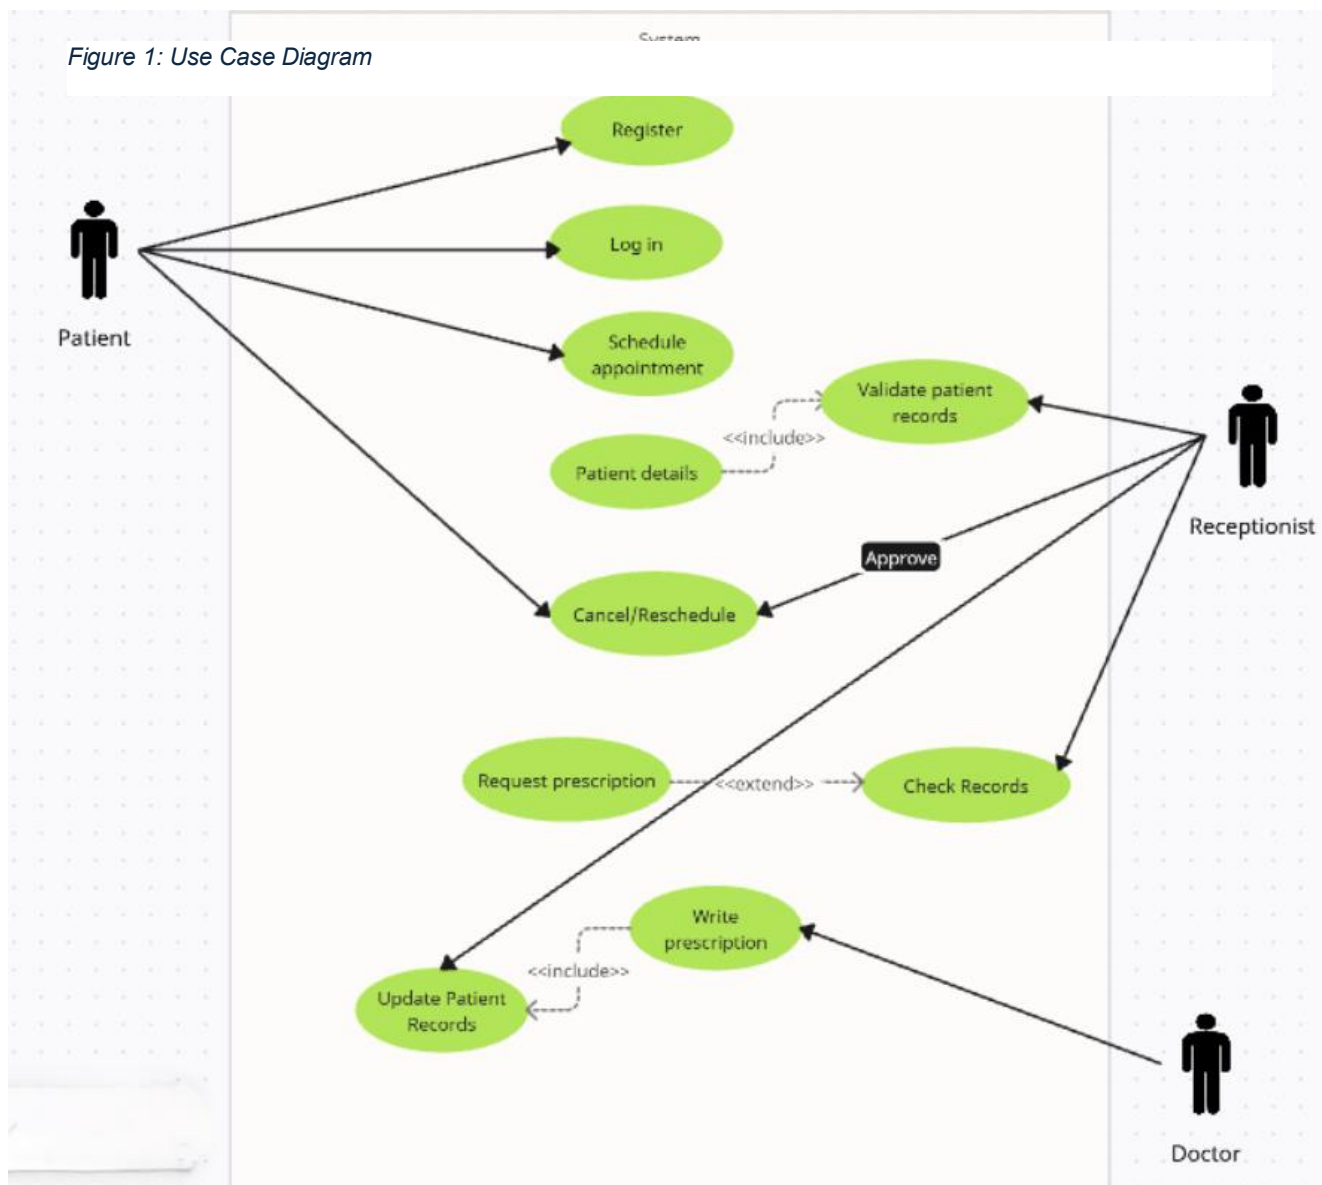 System
Figure 1: Use Case Diagram
Register
Log in
Patient
Schedule
appointment
Validate patient
records
<<include>>
Patient details
Receptionist
Approve
Cancel/Reschedule
Request prescription
<<extend>>
Check Records
Write
prescription
<<include>>
Update Patient
Records
Doctor